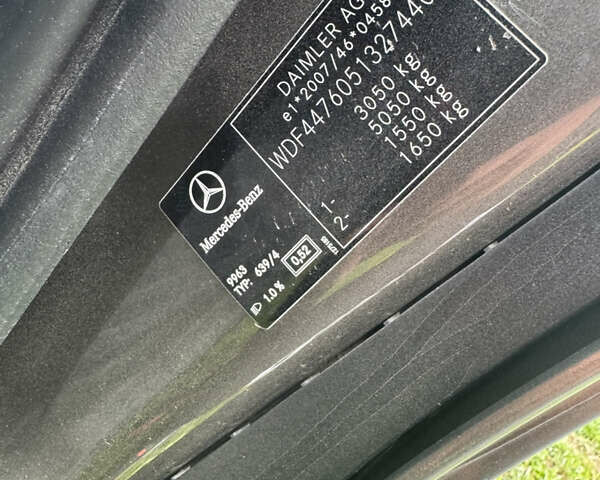 DAIMLER AG
e1*2007/46*0458
WDF4476051327440
3050 kg
5050 kg
1- 1550 kg
2- 1650 kg
Mercedes-Benz
9963
TYP: 639/4
0,52
1.0 %